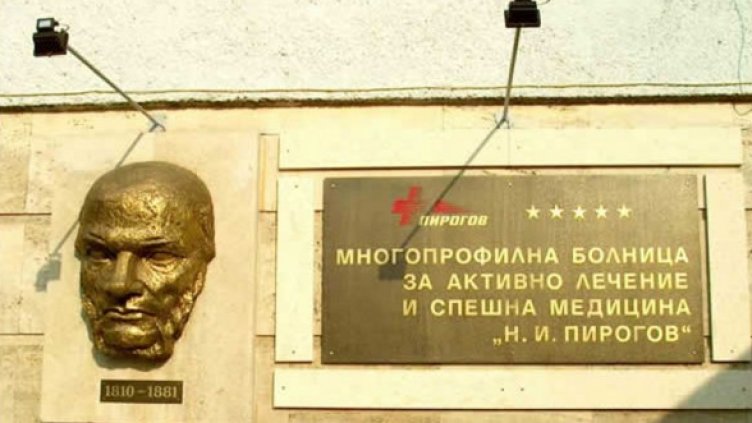 1810-1881
ПИРОГОВ
МНОГОПРОФИЛНА БОЛНИЦА
ЗА АКТИВНО ЛЕЧЕНИЕ
И СПЕШНА МЕДИЦИНА
„Н. И. ПИРОГОВ“